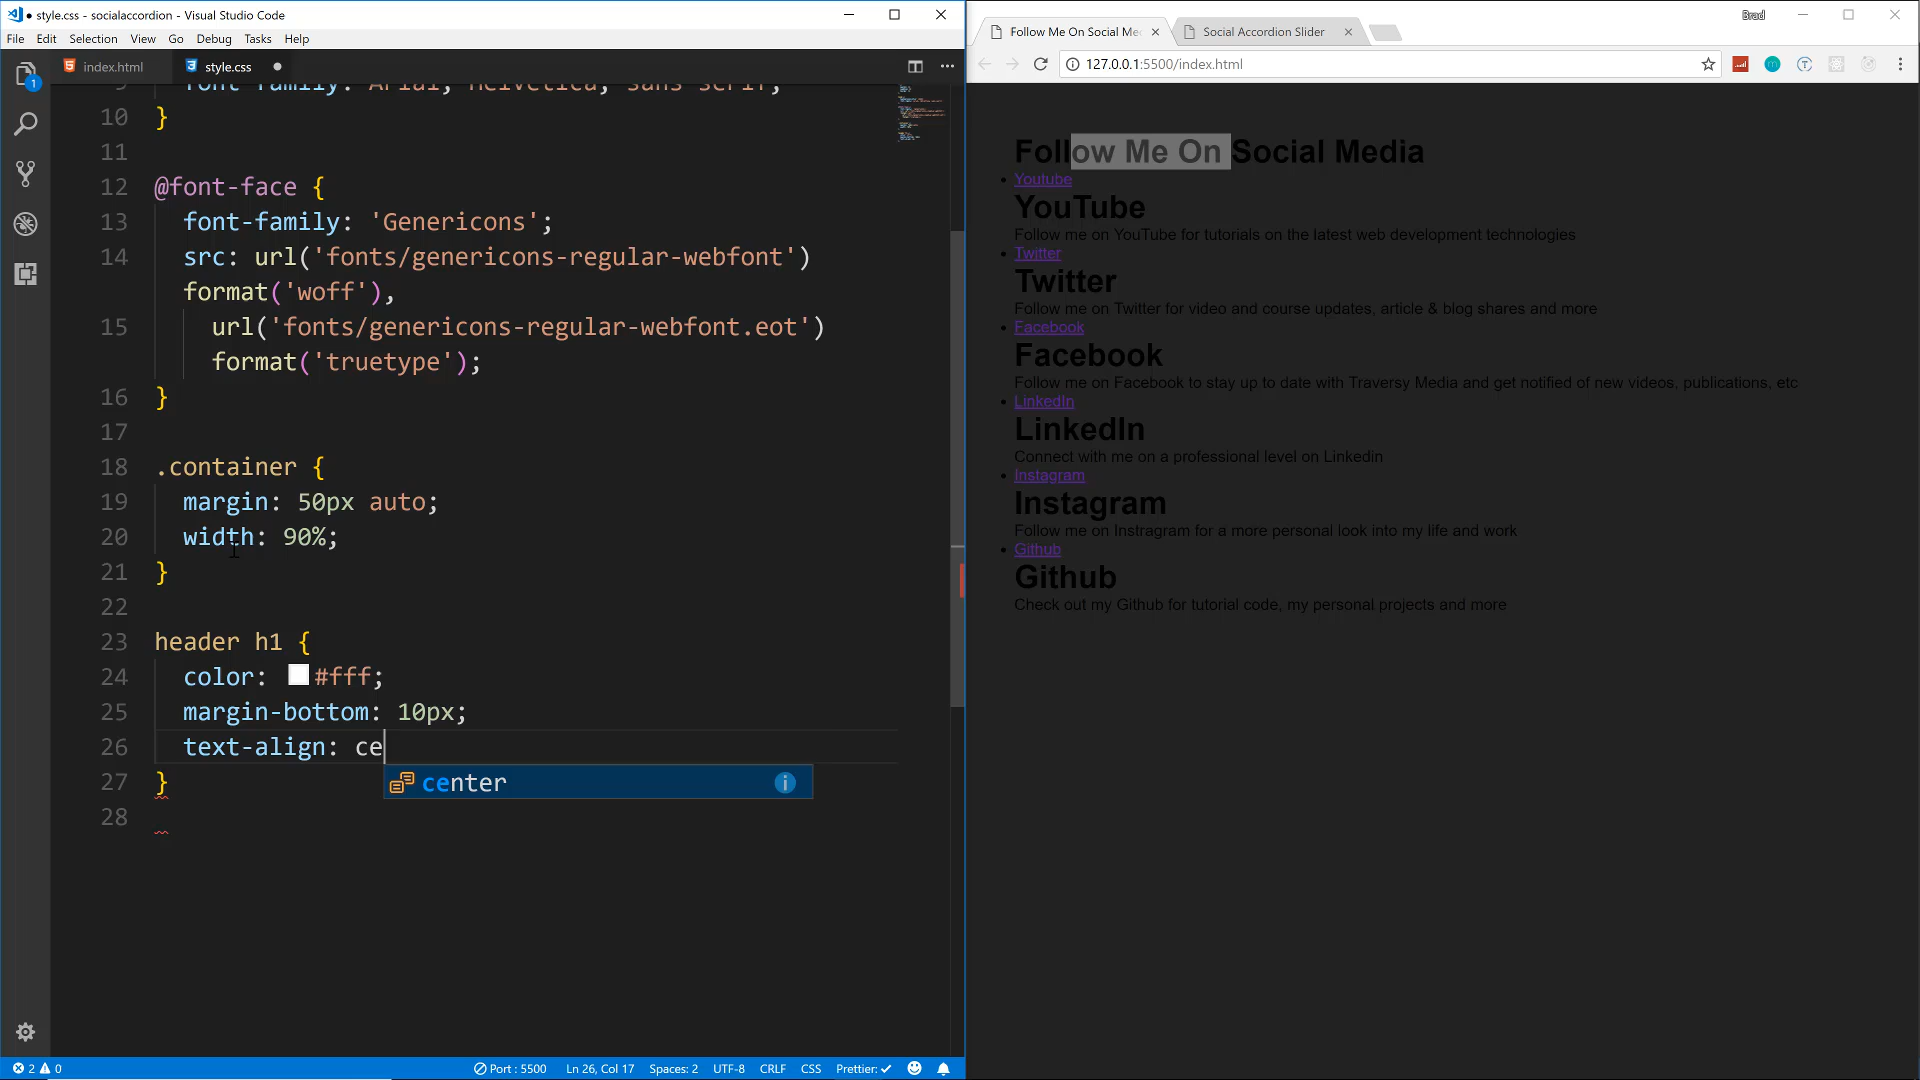 style.css - socialaccordion - Visual Studio Code
File Edit Selection View Go Debug Tasks Help
index.html style.css
1
9 font-family: Arial, Helvetica, sans-serif;
10 }
11
12 @font-face {
13 font-family: 'Genericons';
14 src: url('fonts/genericons-regular-webfont')
format('woff'),
15 url('fonts/genericons-regular-webfont.eot')
format('truetype');
16 }
17
18 .container {
19 margin: 50px auto;
20 width: 90%;
21 }
22
23 header h1 {
24 color: #fff;
25 margin-bottom: 10px;
26 text-align: ce
center
27 }
28
2 0 Port : 5500 Ln 26, Col 17 Spaces: 2 UTF-8 CRLF CSS Prettier: ✓
Brad
Follow Me On Social Me Social Accordion Slider
127.0.0.1:5500/index.html
Follow Me On Social Media
Youtube
YouTube
Follow me on YouTube for tutorials on the latest web development technologies
Twitter
Twitter
Follow me on Twitter for video and course updates, article & blog shares and more
Facebook
Facebook
Follow me on Facebook to stay up to date with Traversy Media and get notified of new videos, publications, etc
LinkedIn
LinkedIn
Connect with me on a professional level on Linkedin
Instagram
Instagram
Follow me on Instragram for a more personal look into my life and work
Github
Github
Check out my Github for tutorial code, my personal projects and more